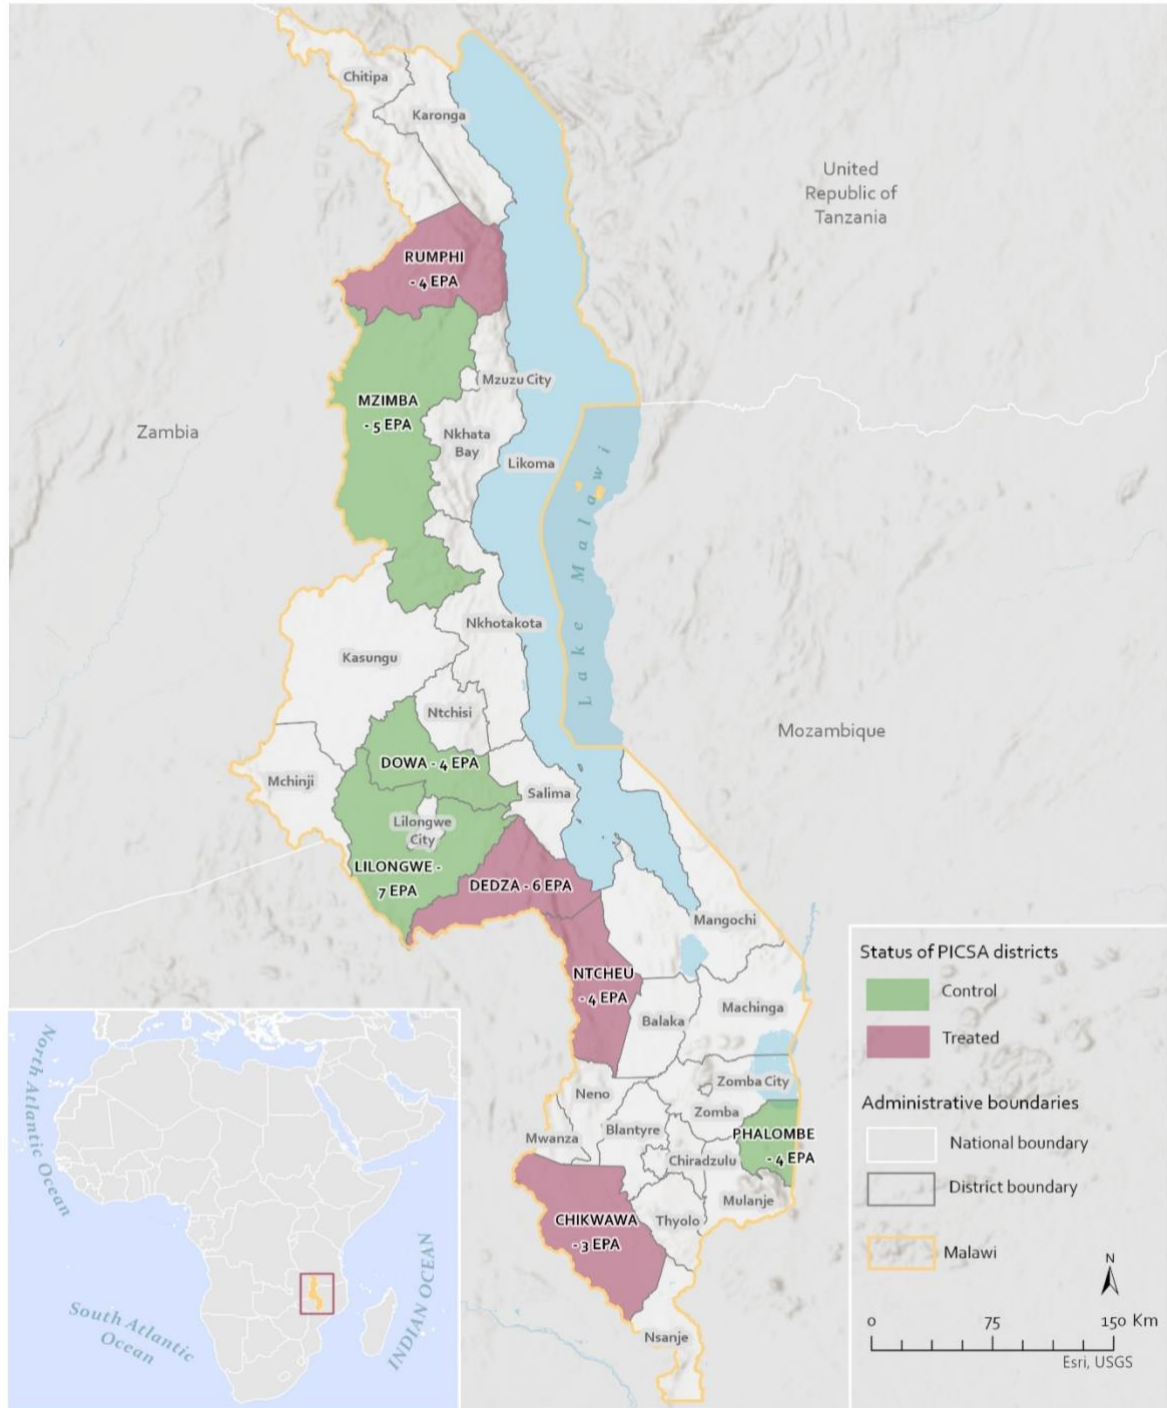 Chitipa
Karonga
United
Republic of
Tanzania
RUMPHI
- 4 EPA
Mzuzu City
MZIMBA
- 5 EPA
Zambia
Nkhata
Bay
Likoma
Lake Malawi
Nkhotakota
Kasungu
Ntchisi
Mozambique
DOWA - 4 EPA
Mchinji
Salima
Lilongwe
City
LILONGWE -
7 EPA
DEDZA - 6 EPA
Mangochi
NTCHEU
- 4 EPA
Machinga
Balaka
Zomba City
Neno
Zomba
Blantyre
Mwanza
PHALOMBE
- 4 EPA
Chiradzulu
Mulanje
CHIKWAWA
- 3 EPA
Thyolo
Nsanje
Status of PICSA districts
Control
Treated
Administrative boundaries
National boundary
District boundary
Malawi
N
0 75 150 Km
Esri, USGS
North Atlantic Ocean
South Atlantic
Ocean
INDIAN OCEAN